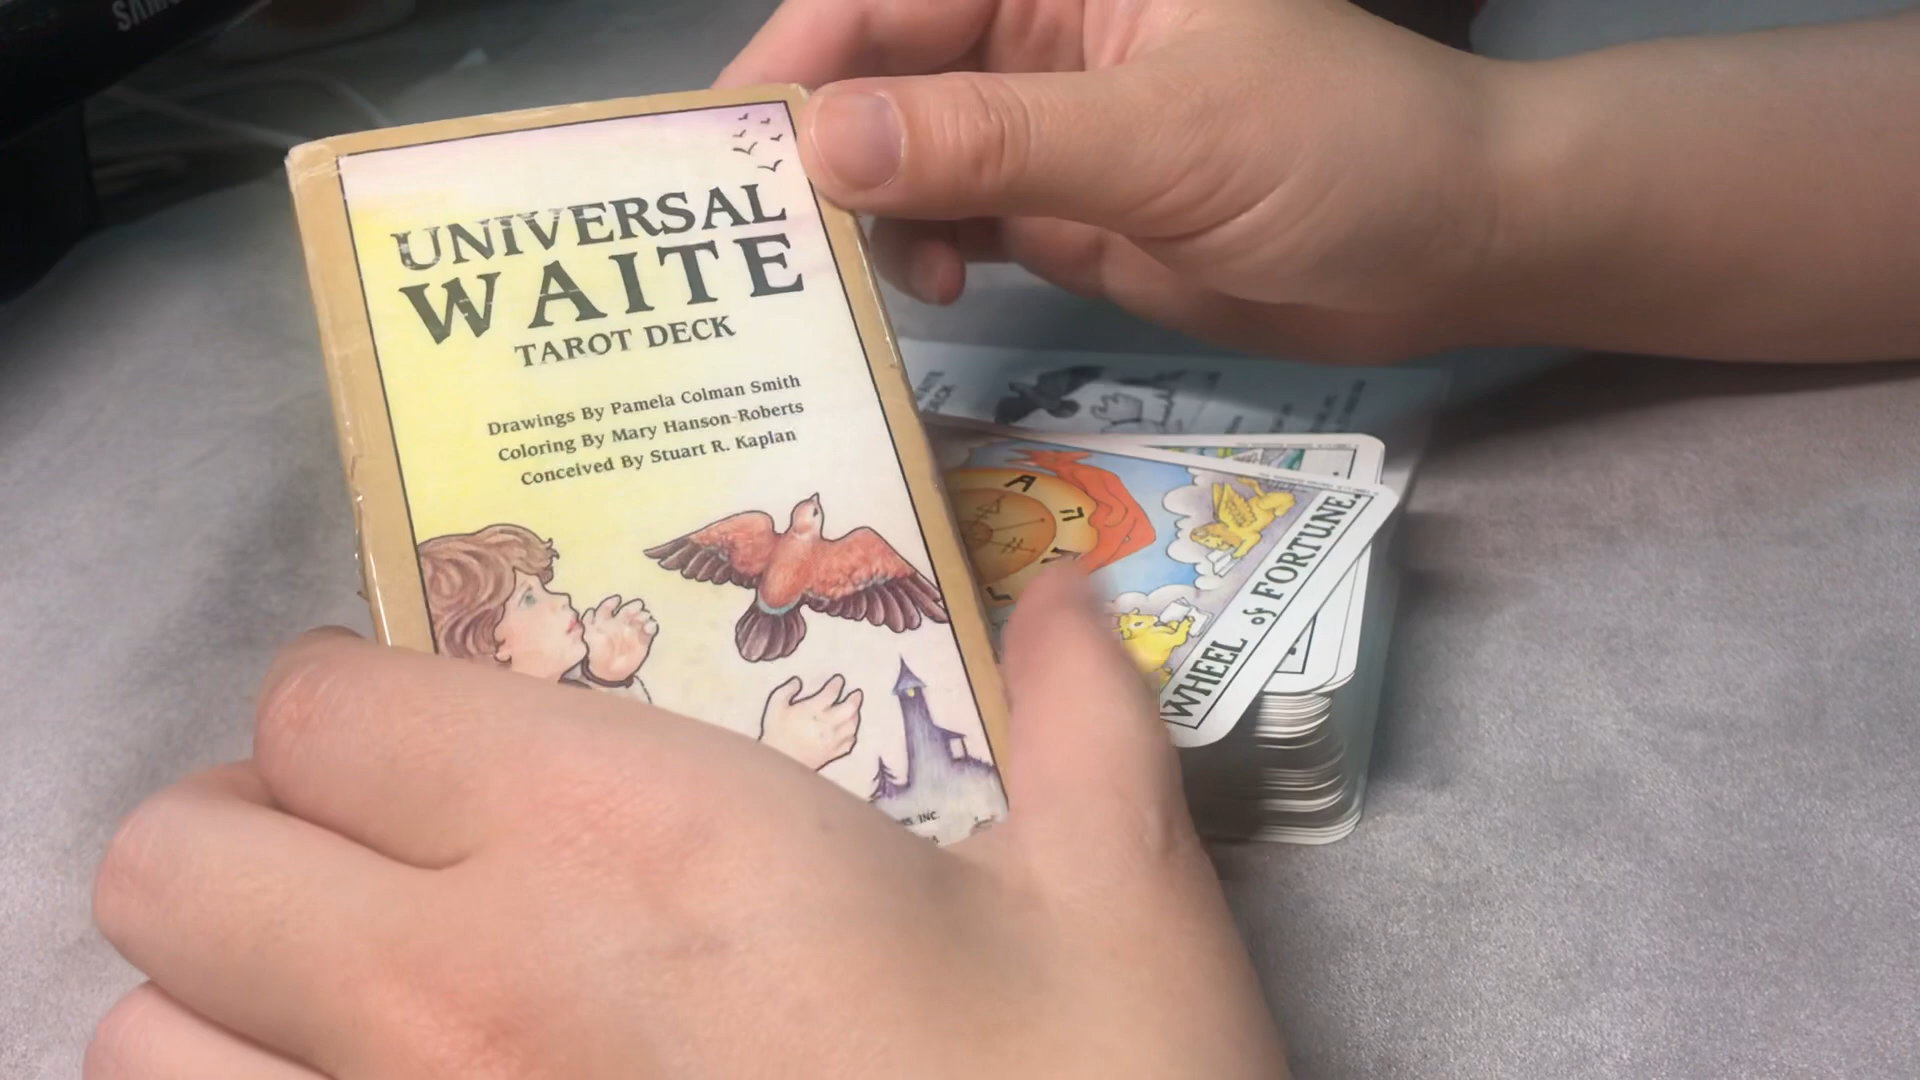 UNIVERSAL
WAITE
TAROT DECK
Drawings By Pamela Colman Smith
Coloring By Mary Hanson-Roberts
Conceived By Stuart R. Kaplan
INC.
WHEEL of FORTUNE